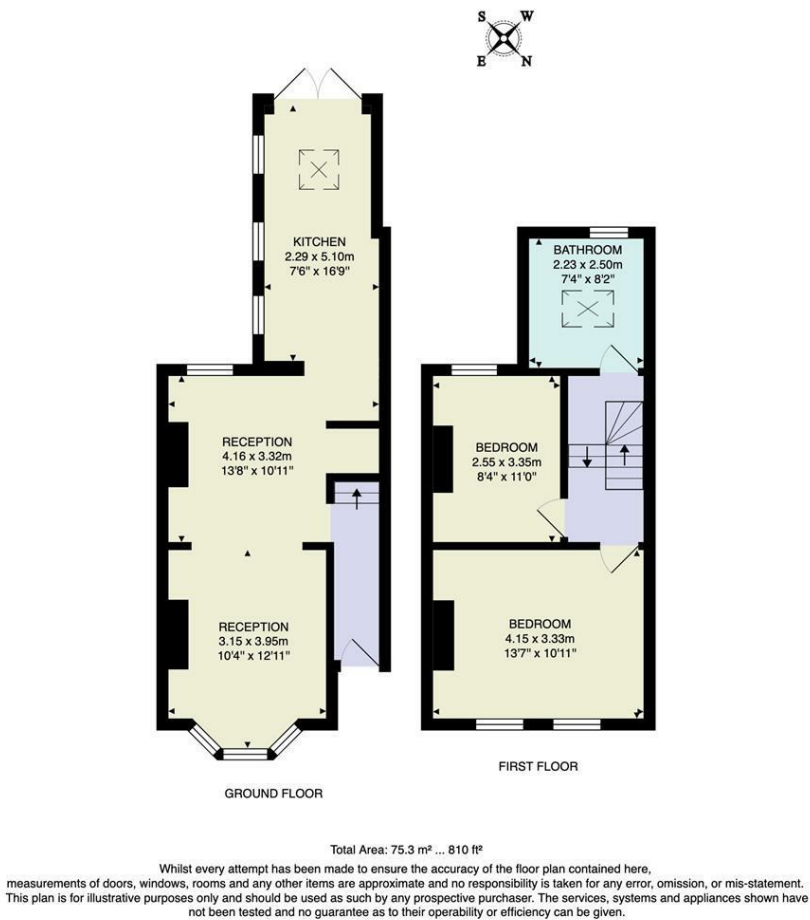 S W
E N
KITCHEN
2.29 x 5.10m
7'6" x 16'9"
BATHROOM
2.23 x 2.50m
7'4" x 8'2"
RECEPTION
4.16 x 3.32m
13'8" x 10'11"
BEDROOM
2.55 x 3.35m
8'4" x 11'0"
RECEPTION
3.15 x 3.95m
10'4" x 12'11"
BEDROOM
4.15 x 3.33m
13'7" x 10'11"
GROUND FLOOR
FIRST FLOOR
Total Area: 75.3 m² ... 810 ft²
Whilst every attempt has been made to ensure the accuracy of the floor plan contained here,
measurements of doors, windows, rooms and any other items are approximate and no responsibility is taken for any error, omission, or mis-statement.
This plan is for illustrative purposes only and should be used as such by any prospective purchaser. The services, systems and appliances shown have
not been tested and no guarantee as to their operability or efficiency can be given.